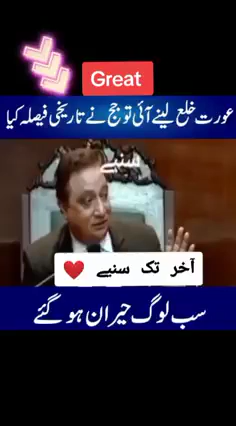 Great
عورت خلع لینے آئی تو جج نے تاریخی فیصلہ کیا
سنیے
آخر تک سنیے
سب لوگ حیران ہو گئے